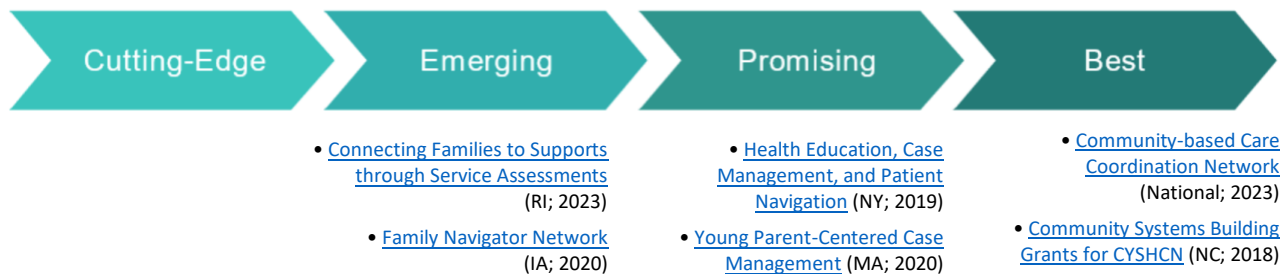 Cutting-Edge
Emerging
Promising
Best
• Connecting Families to Supports
through Service Assessments
(RI; 2023)
• Family Navigator Network
(IA; 2020)
• Health Education, Case
Management, and Patient
Navigation (NY; 2019)
• Young Parent-Centered Case
Management (MA; 2020)
• Community-based Care
Coordination Network
(National; 2023)
• Community Systems Building
Grants for CYSHCN (NC; 2018)